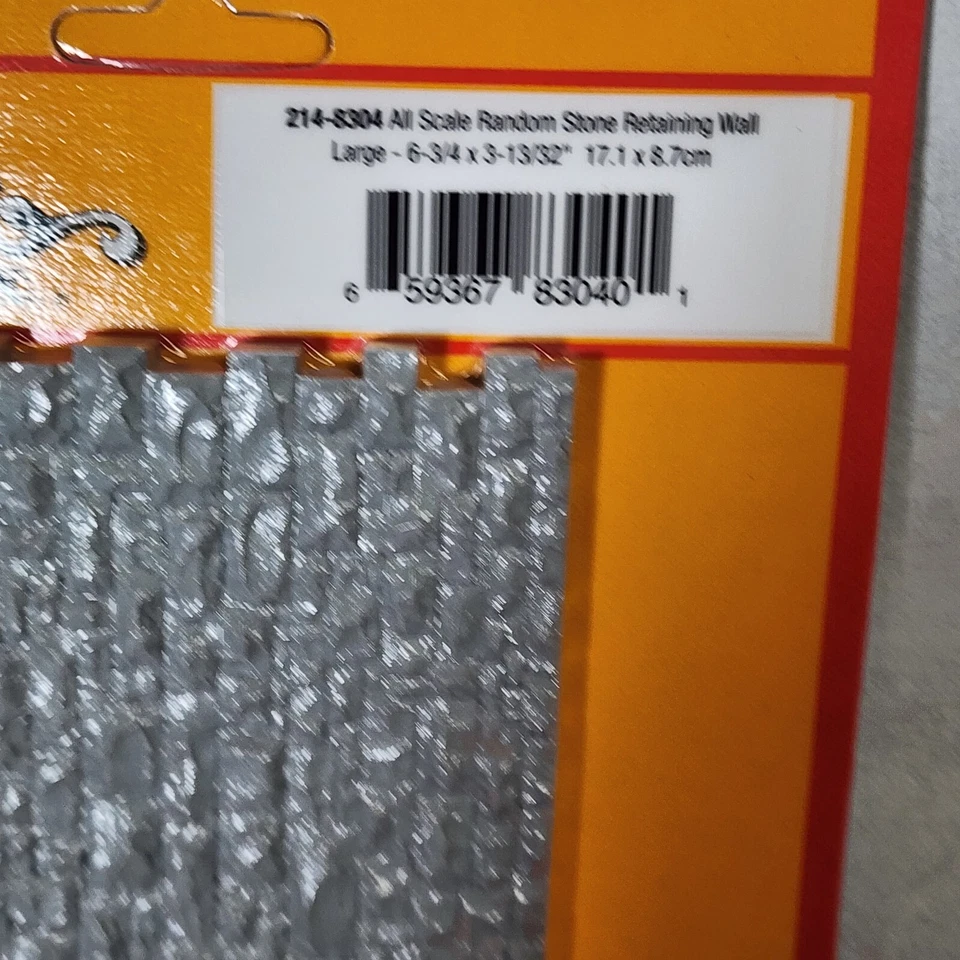 214-8304 All Scale Random Stone Retaining Wall
Large - 6-3/4 x 3-13/32" 17.1 x 8.7cm
6 59367 83040 1